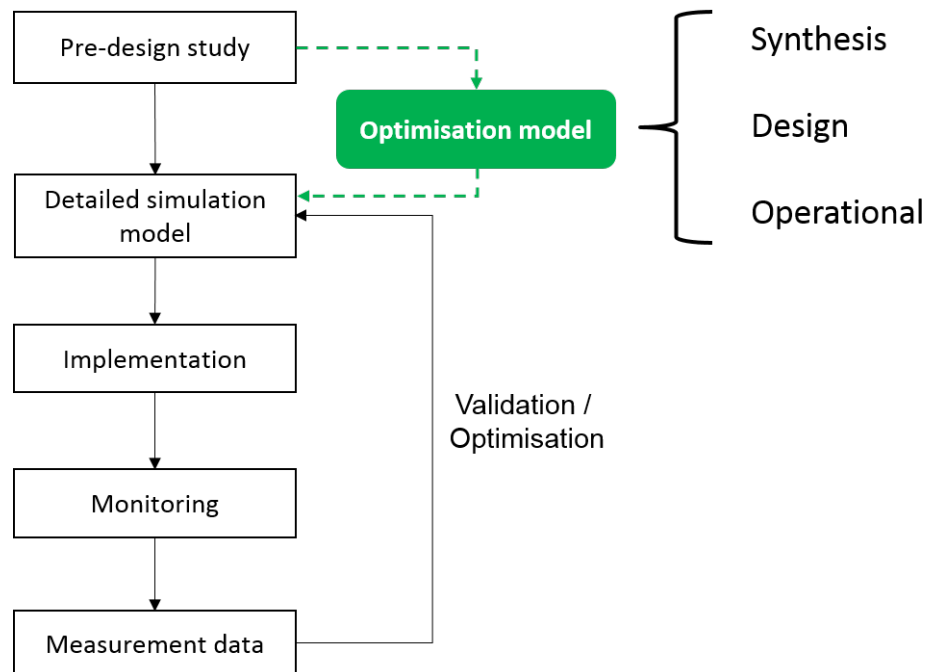 Pre-design study
Optimisation model
Synthesis
Design
Operational
Detailed simulation
model
Implementation
Validation /
Optimisation
Monitoring
Measurement data